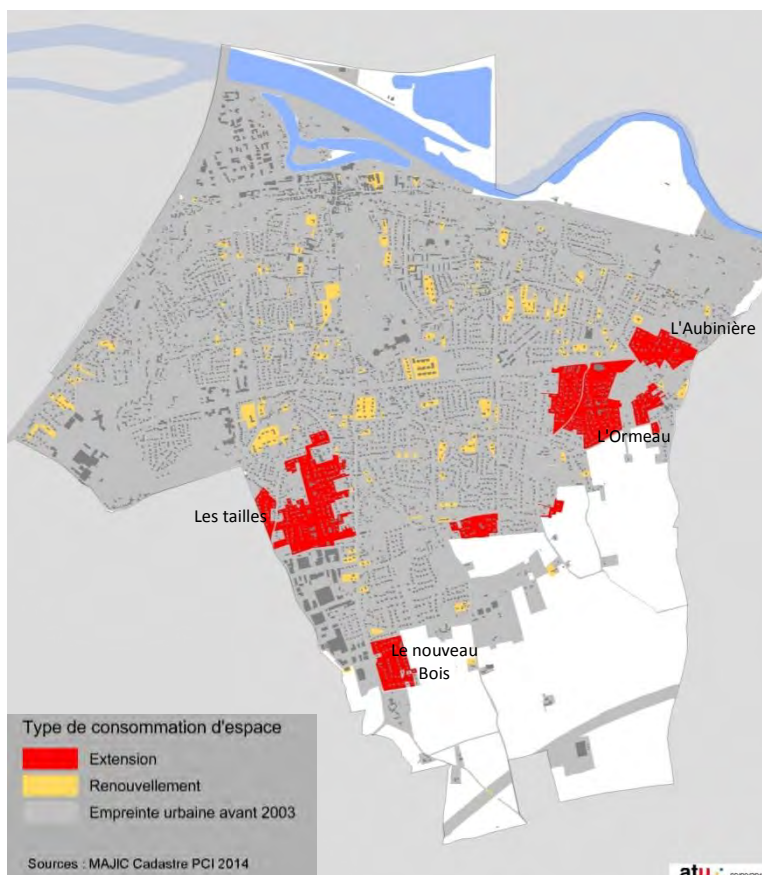 L'Aubinière
L'Ormeau
Les tailles
Le nouveau
Bois
Type de consommation d'espace
Extension
Renouvellement
Empreinte urbaine avant 2003
Sources : MAJIC Cadastre PCI 2014
atu